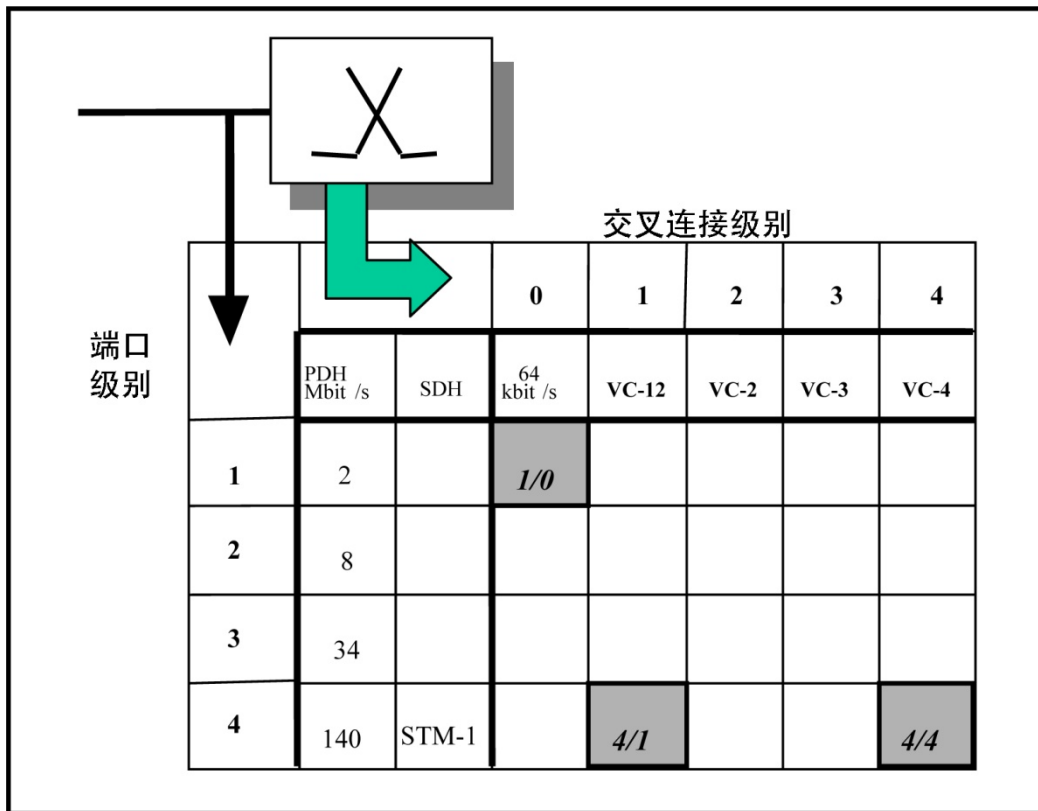 交叉连接级别
端口
级别
0 1 2 3 4
PDH
Mbit /s
SDH
64
kbit /s
VC-12 VC-2 VC-3 VC-4
1 2 1/0
2 8
3 34
4 140 STM-1 4/1 4/4